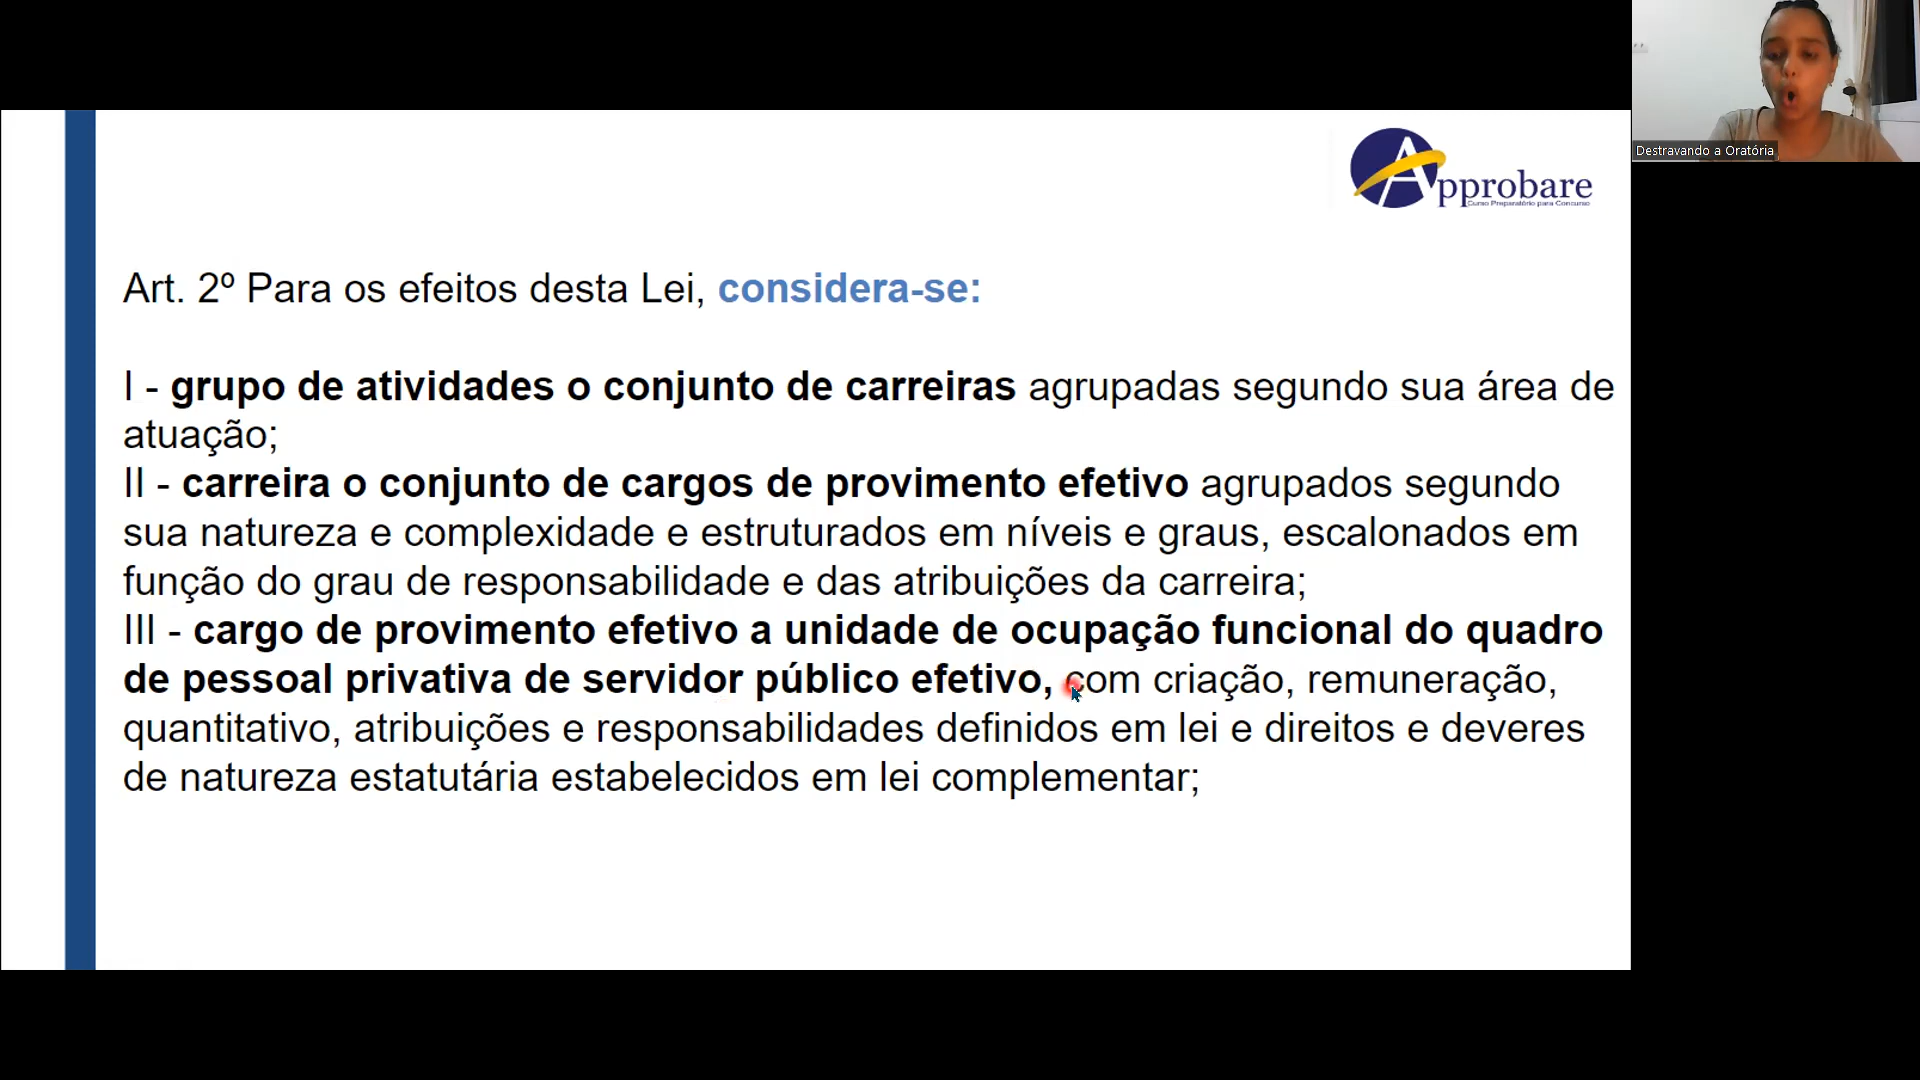 Destravando a Oratória
Approbare
Curso Preparatório para Concurso
Art. 2º Para os efeitos desta Lei, considera-se:
I - grupo de atividades o conjunto de carreiras agrupadas segundo sua área de
atuação;
II - carreira o conjunto de cargos de provimento efetivo agrupados segundo
sua natureza e complexidade e estruturados em níveis e graus, escalonados em
função do grau de responsabilidade e das atribuições da carreira;
III - cargo de provimento efetivo a unidade de ocupação funcional do quadro
de pessoal privativa de servidor público efetivo, com criação, remuneração,
quantitativo, atribuições e responsabilidades definidos em lei e direitos e deveres
de natureza estatutária estabelecidos em lei complementar;